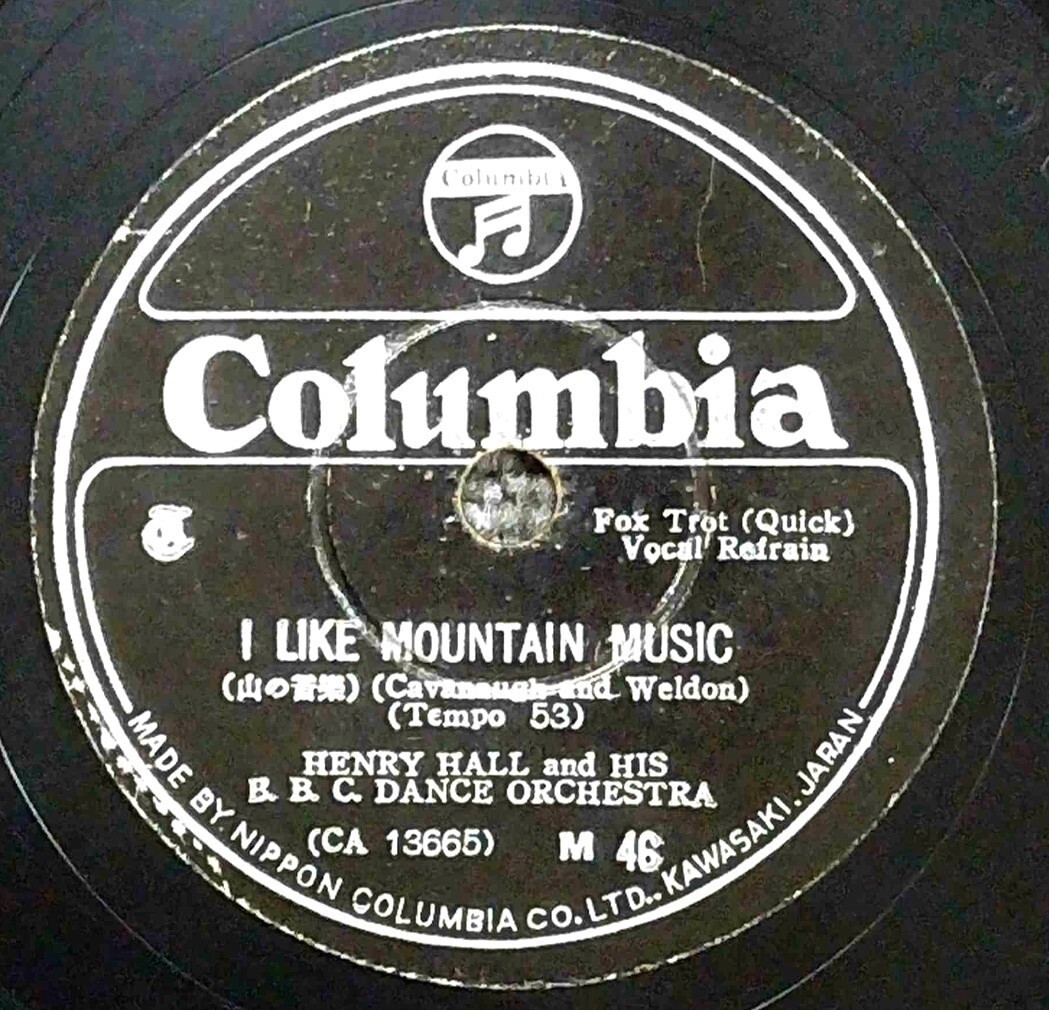 Columbia
Columbia
Fox Trot (Quick)
Vocal Refrain
I LIKE MOUNTAIN MUSIC
(山の音樂) (Cavanaugh and Weldon)
(Tempo 53)
HENRY HALL and HIS
B. B. C. DANCE ORCHESTRA
(CA 13665) M 46
MADE BY NIPPON COLUMBIA CO. LTD., KAWASAKI. JAPAN